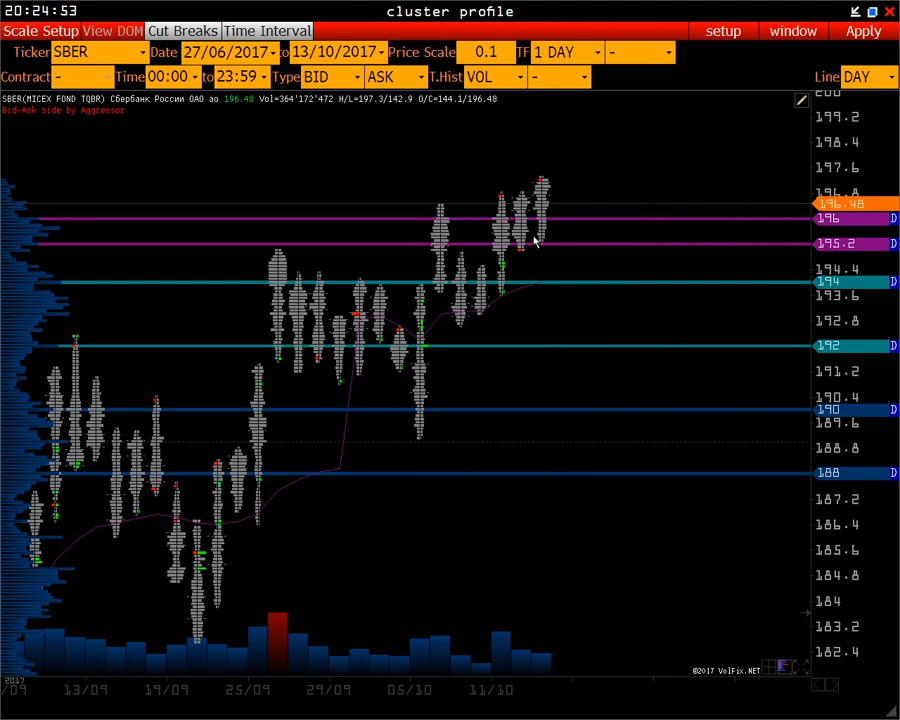 20:24:53 cluster profile
Scale Setup View DOM Cut Breaks Time Interval setup window Apply
Ticker SBER Date 27/06/2017 to 13/10/2017 Price Scale 0.1 TF 1 DAY -
Contract - Time 00:00 to 23:59 Type BID ASK T.Hist VOL - Line DAY
SBER(MICEX FOND TQBR) Сбербанк России ОАО ао 196.48 Vol=364'172'472 H/L=197.3/142.9 O/C=144.1/196.48
Bid-Ask side by Aggressor
200
199.2
198.4
197.6
196.8
196.48
196 D
195.2 D
194.4
194 D
193.6
192.8
192 D
191.2
190.4
190 D
189.6
188.8
188 D
187.2
186.4
185.6
184.8
184
183.2
182.4
©2017 VolFix.NET
2017
/09 13/09 19/09 25/09 29/09 05/10 11/10